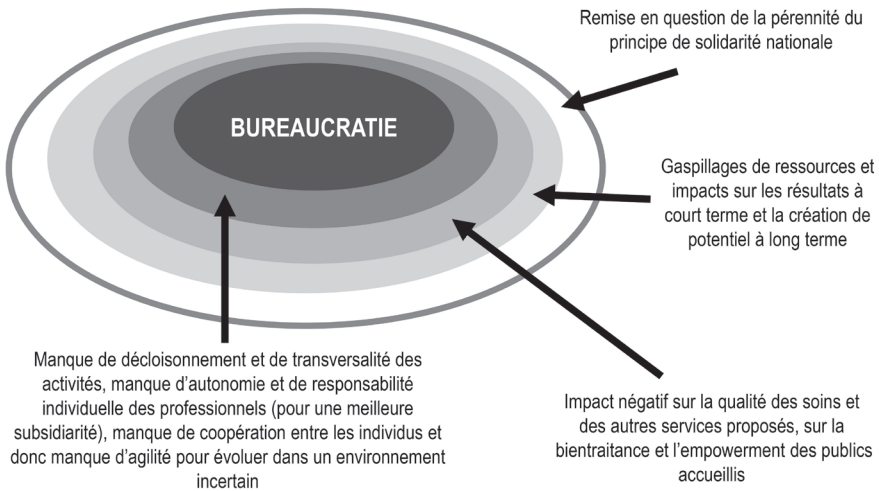 Remise en question de la pérennité du
principe de solidarité nationale
BUREAUCRATIE
Gaspillages de ressources et
impacts sur les résultats à
court terme et la création de
potentiel à long terme
Manque de décloisonnement et de transversalité des
activités, manque d'autonomie et de responsabilité
individuelle des professionnels (pour une meilleure
subsidiarité), manque de coopération entre les individus et
donc manque d'agilité pour évoluer dans un environnement
incertain
Impact négatif sur la qualité des soins et
des autres services proposés, sur la
bientraitance et l'empowerment des publics
accueillis